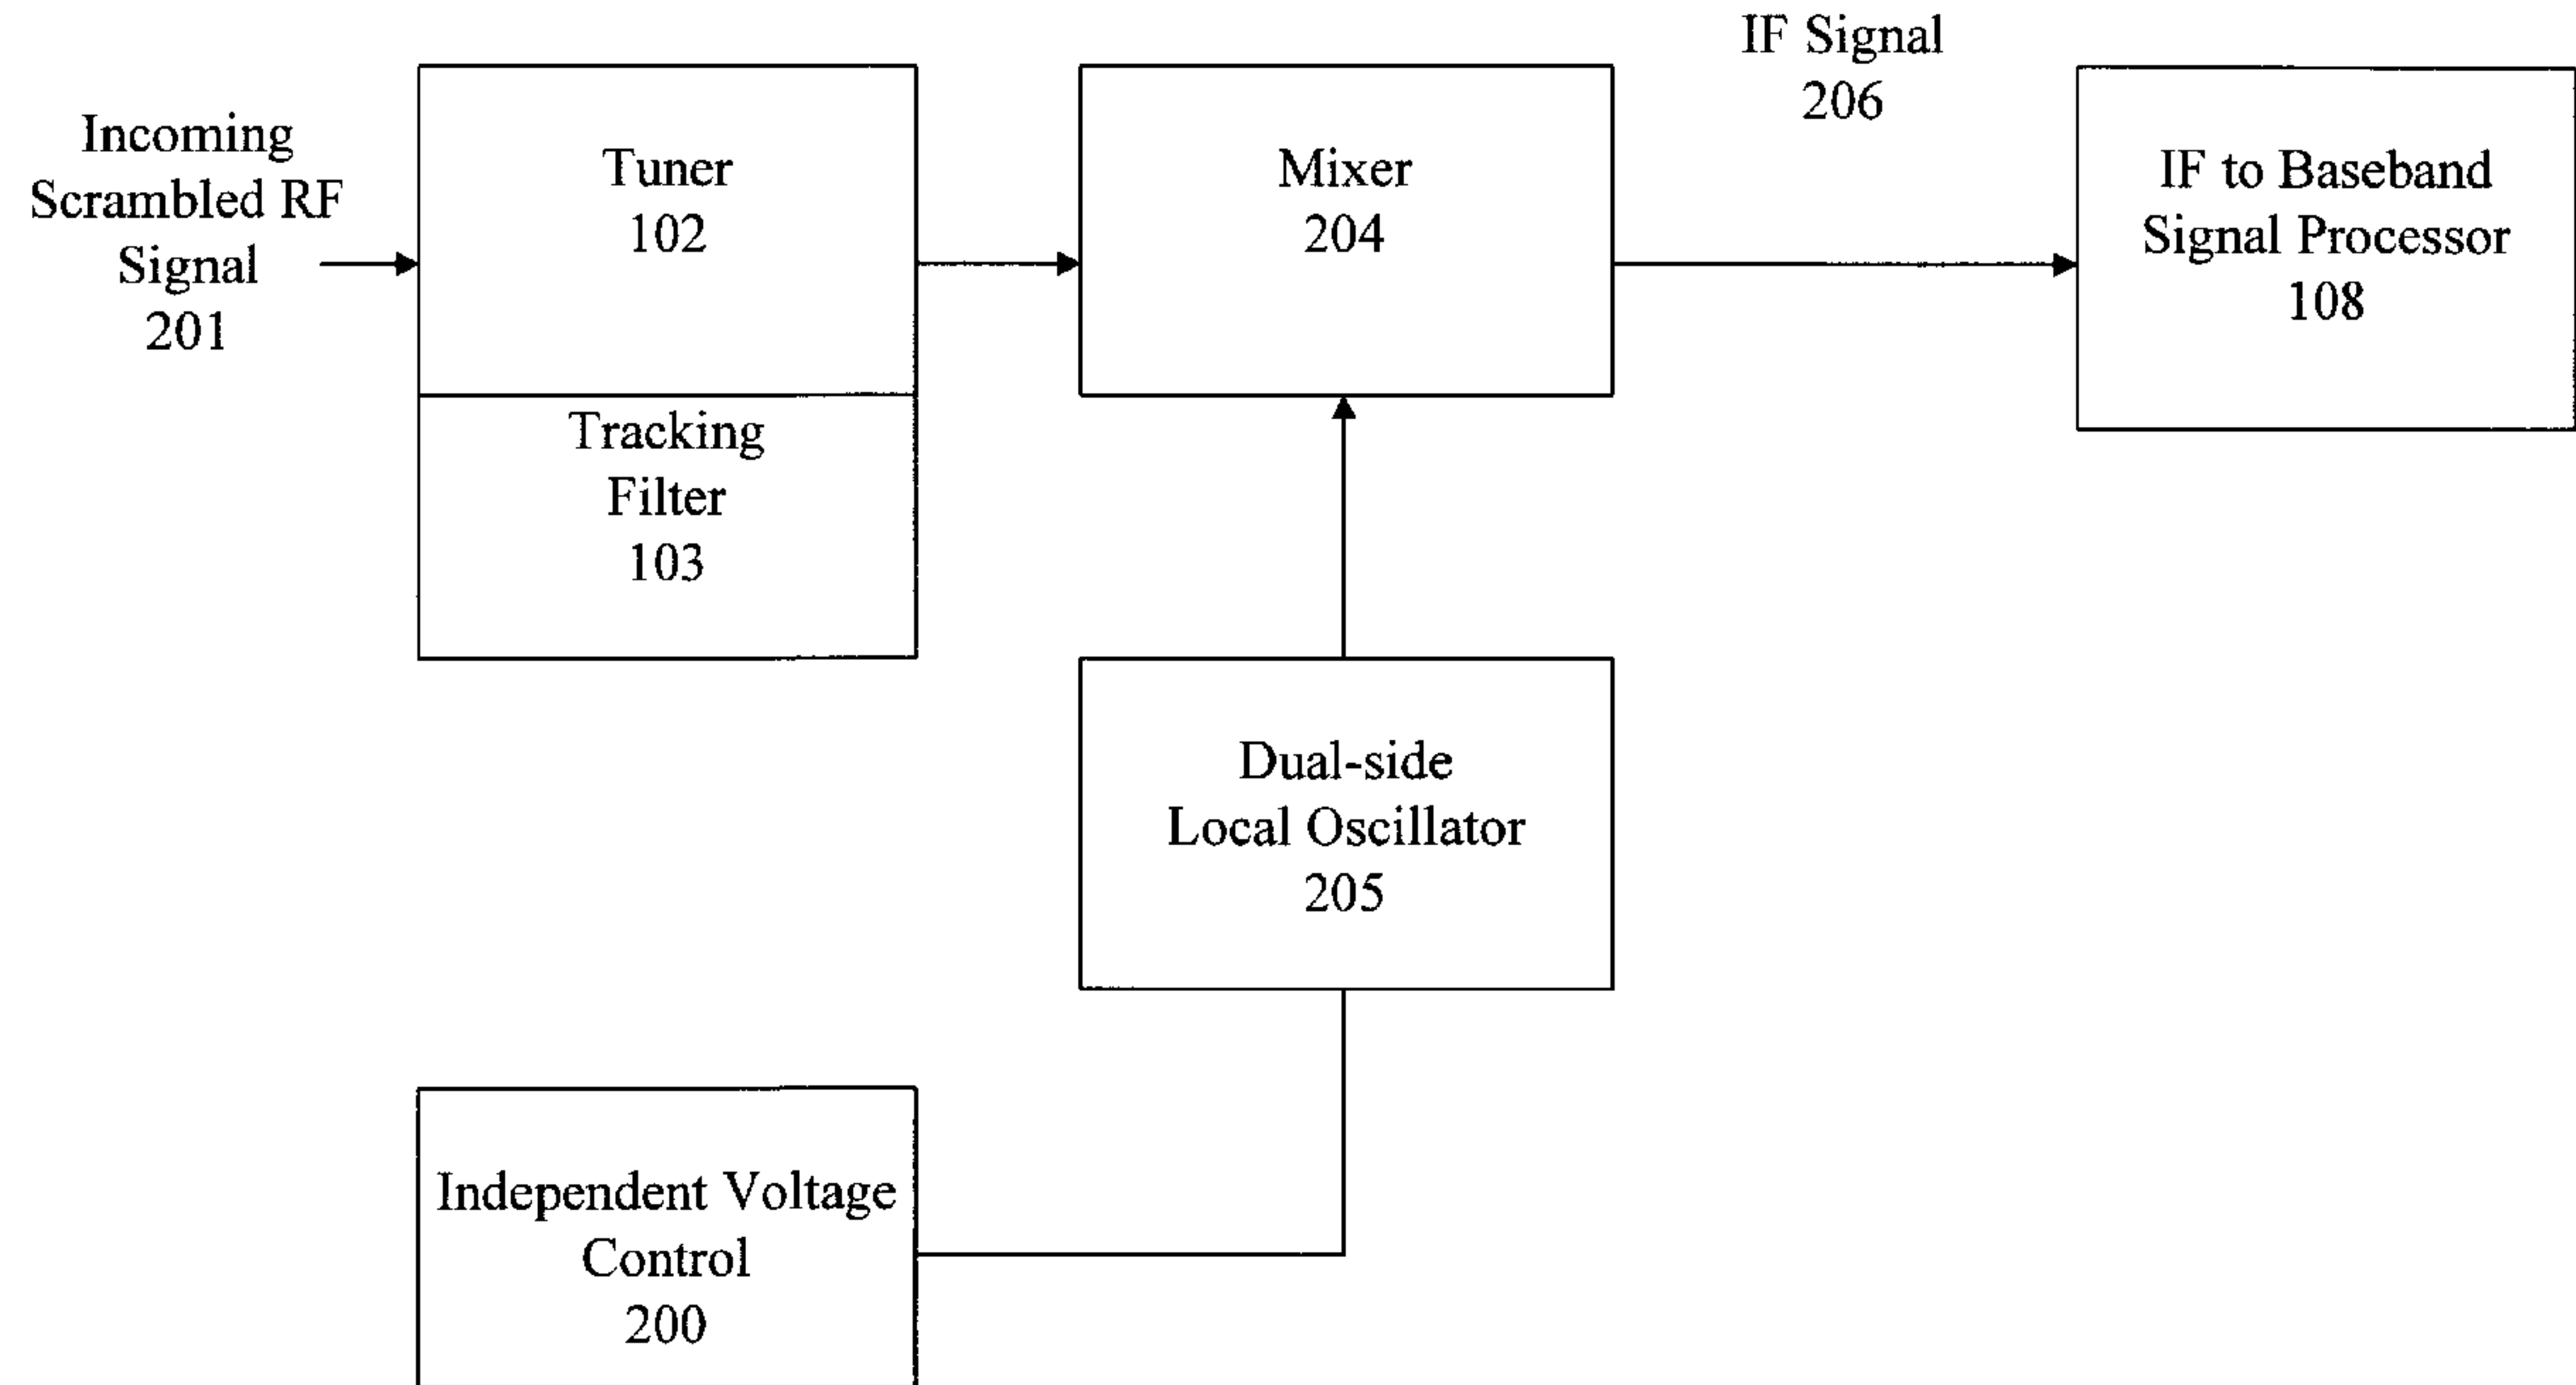 Incoming
Scrambled RF
Signal
201
Tuner
102
Tracking
Filter
103
Mixer
204
IF Signal
206
IF to Baseband
Signal Processor
108
Dual-side
Local Oscillator
205
Independent Voltage
Control
200